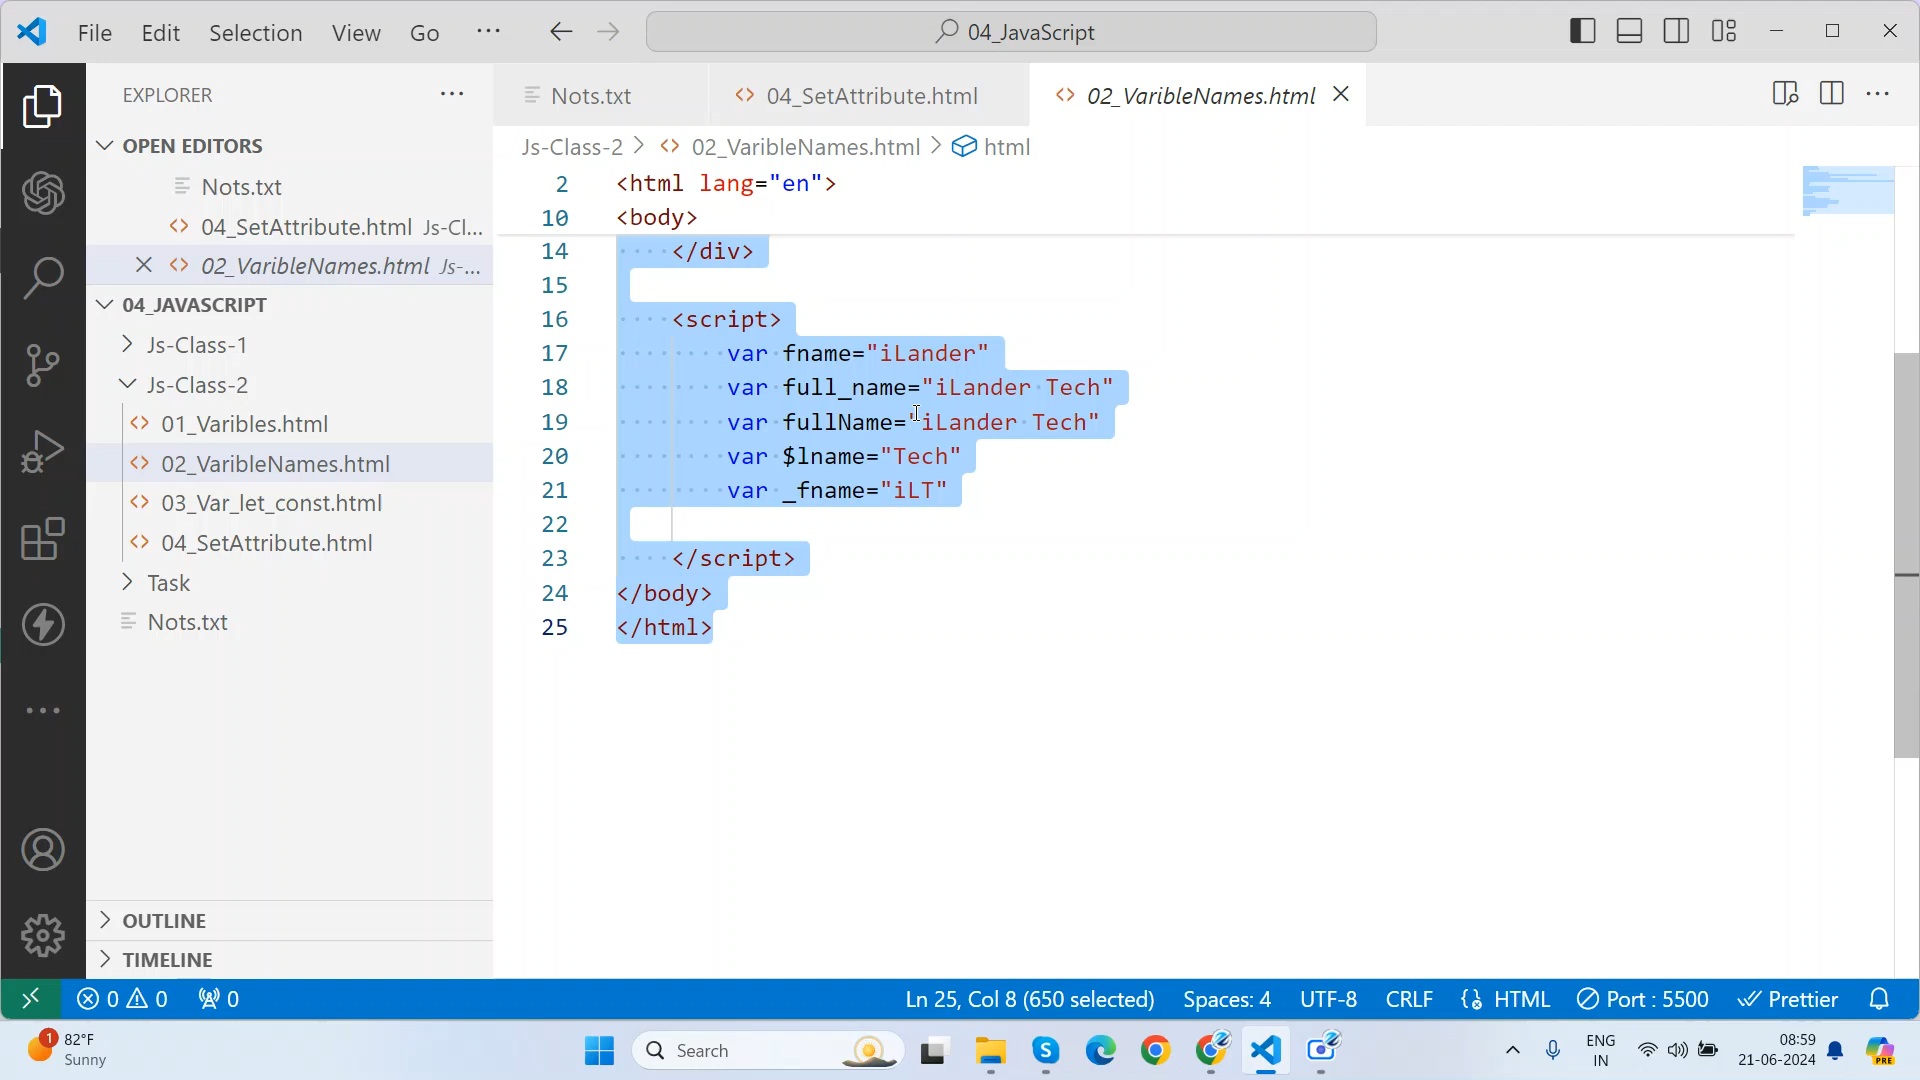 File Edit Selection View Go ··· 04_JavaScript
EXPLORER ···
OPEN EDITORS
Nots.txt
04_SetAttribute.html Js-Cl...
02_VaribleNames.html Js-...
04_JAVASCRIPT
Js-Class-1
Js-Class-2
01_Varibles.html
02_VaribleNames.html
03_Var_let_const.html
04_SetAttribute.html
Task
Nots.txt
OUTLINE
TIMELINE
Nots.txt 04_SetAttribute.html 02_VaribleNames.html
Js-Class-2 > 02_VaribleNames.html > html
2 <html lang="en">
10 <body>
14 </div>
15
16 <script>
17 var fname="iLander"
18 var full_name="iLander Tech"
19 var fullName="iLander Tech"
20 var $lname="Tech"
21 var _fname="iLT"
22
23 </script>
24 </body>
25 </html>
0 0 0 Ln 25, Col 8 (650 selected) Spaces: 4 UTF-8 CRLF HTML Port : 5500 Prettier
1 82°F
Sunny
Search
ENG
IN
08:59
21-06-2024
PRE